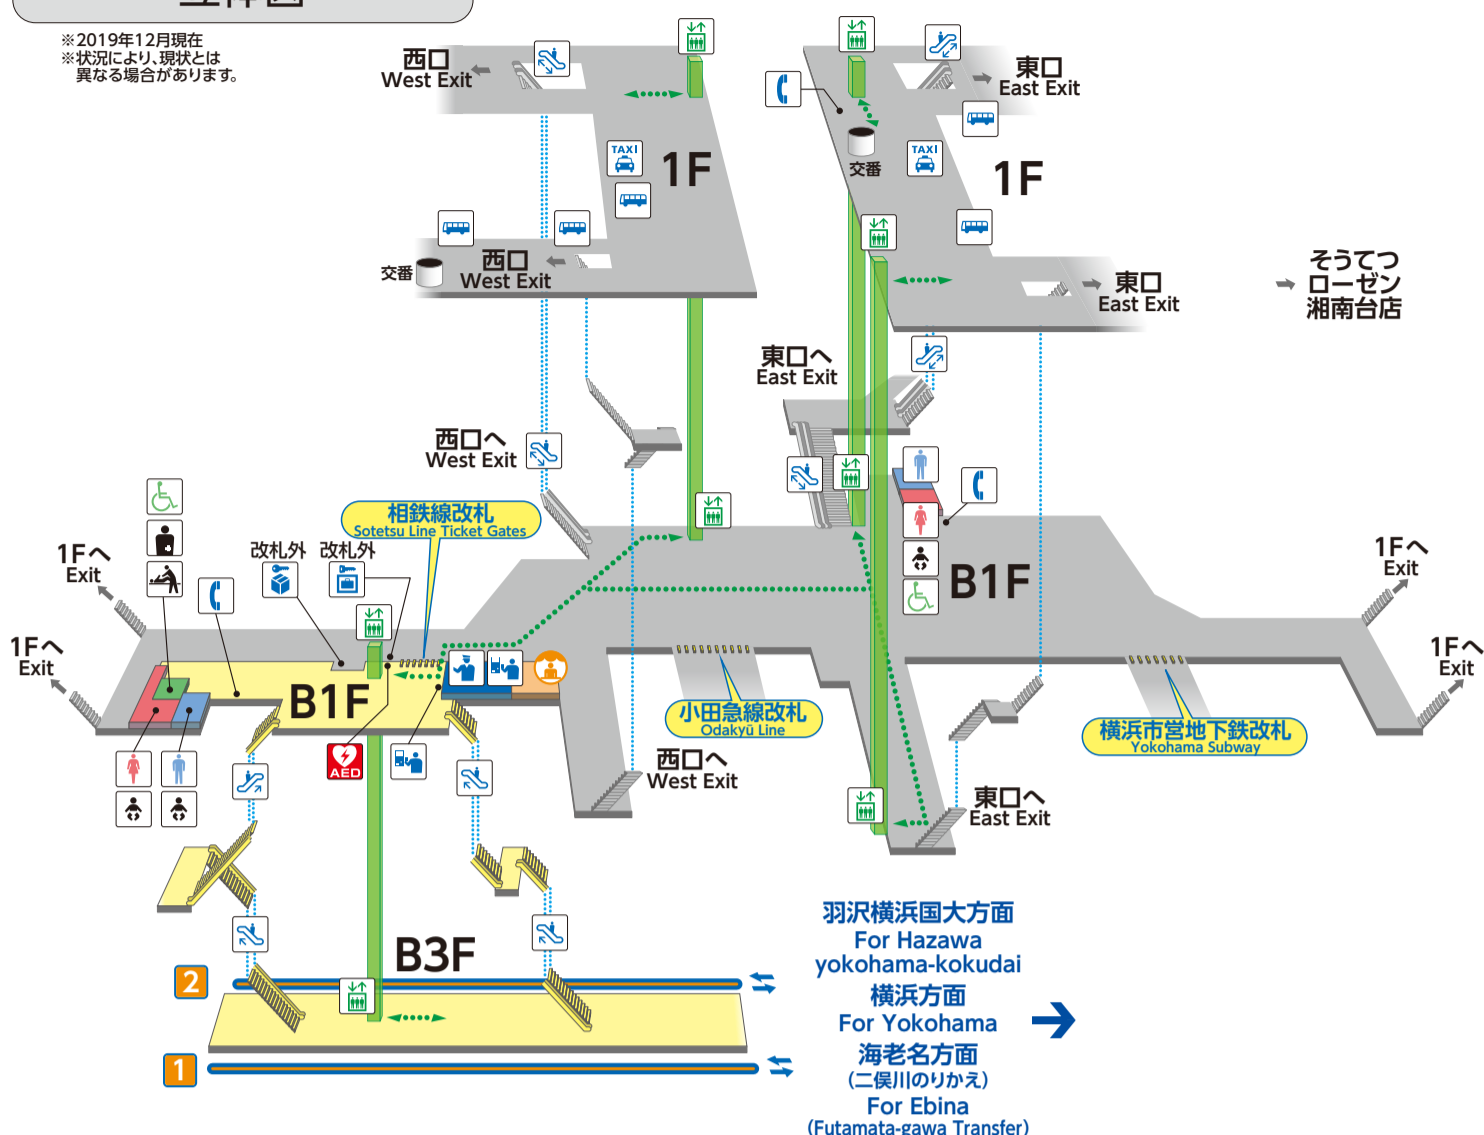 ※2019年12月現在
※状況により、現状とは
異なる場合があります。
西口
West Exit
東口
East Exit
TAXI
1F
交番
TAXI
1F
交番
西口
West Exit
東口
East Exit
そうてつ
ローゼン
湘南台店
東口へ
East Exit
西口へ
West Exit
相鉄線改札
Sotetsu Line Ticket Gates
改札外
改札外
1Fへ
Exit
1Fへ
Exit
B1F
1Fへ
Exit
1Fへ
Exit
B1F
小田急線改札
Odakyū Line
横浜市営地下鉄改札
Yokohama Subway
AED
西口へ
West Exit
東口へ
East Exit
B3F
2
1
羽沢横浜国大方面
For Hazawa
yokohama-kokudai
横浜方面
For Yokohama
海老名方面
(二俣川のりかえ)
For Ebina
(Futamata-gawa Transfer)